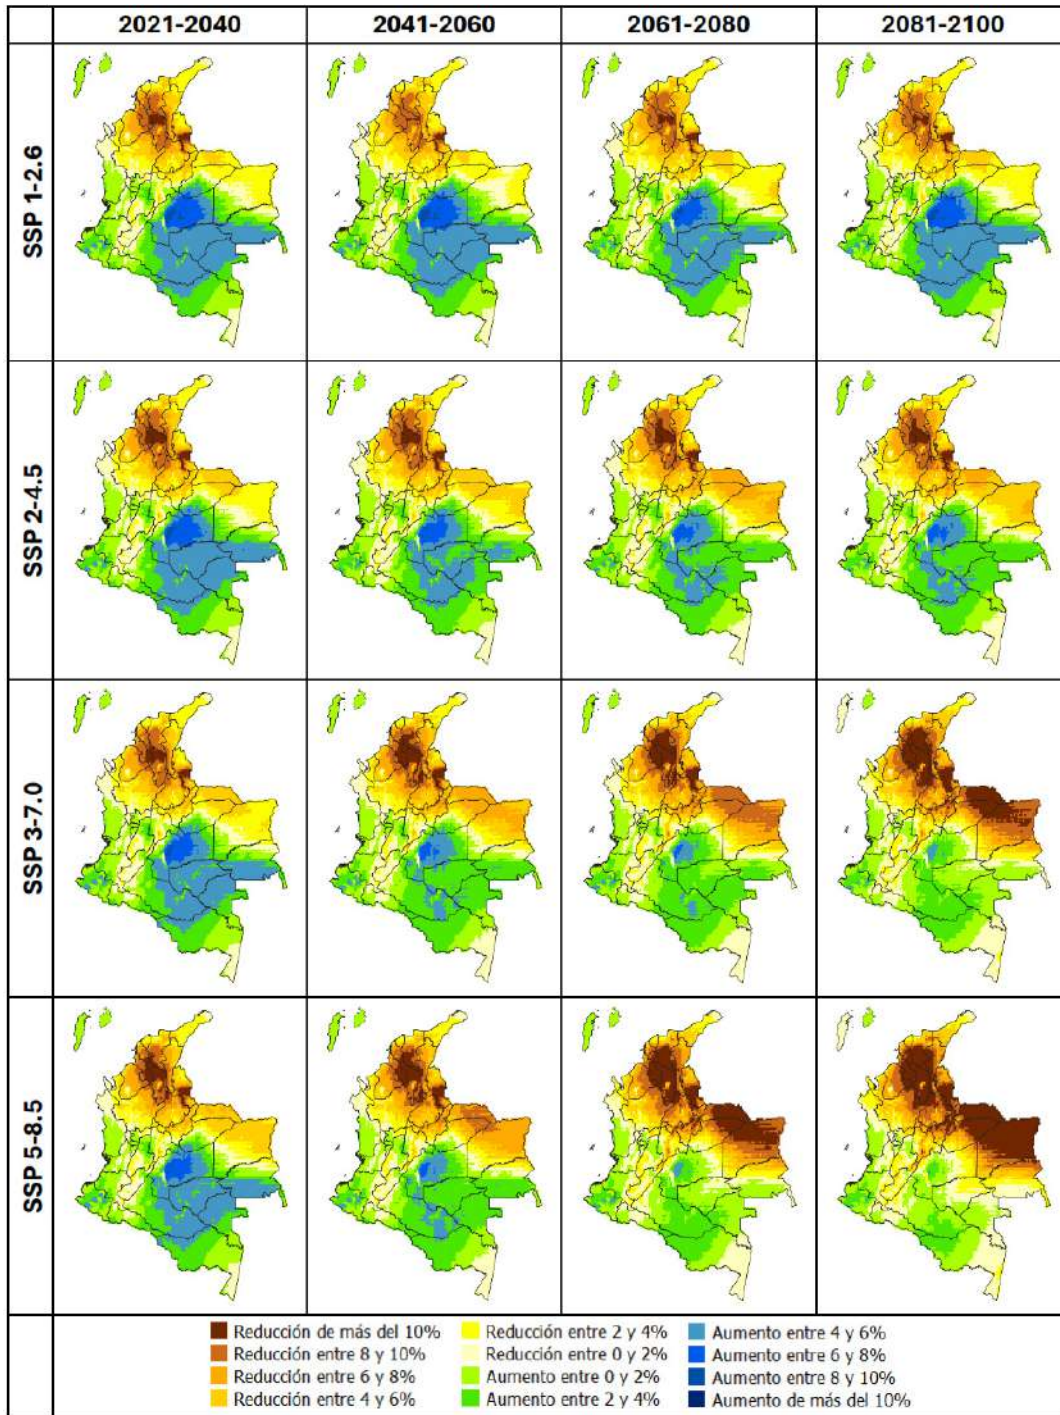 2021-2040 2041-2060 2061-2080 2081-2100
SSP 1-2.6
SSP 2-4.5
SSP 3-7.0
SSP 5-8.5
Reducción de más del 10% Reducción entre 2 y 4% Aumento entre 4 y 6%
Reducción entre 8 y 10% Reducción entre 0 y 2% Aumento entre 6 y 8%
Reducción entre 6 y 8% Aumento entre 0 y 2% Aumento entre 8 y 10%
Reducción entre 4 y 6% Aumento entre 2 y 4% Aumento de más del 10%